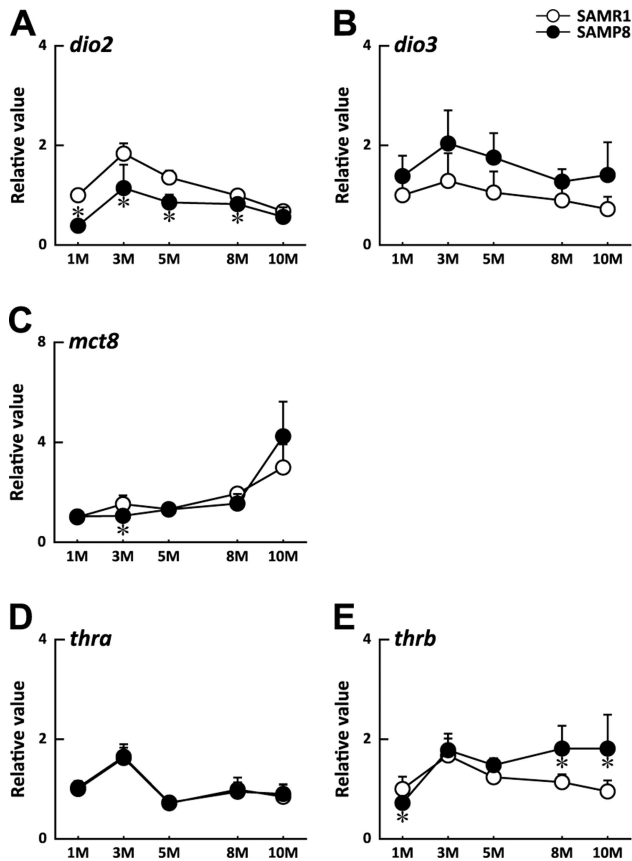 A dio2
B dio3
SAMR1
SAMP8
Relative value
4
2
0
*
*
*
*
1M 3M 5M 8M 10M
Relative value
4
2
0
1M 3M 5M 8M 10M
C mct8
Relative value
8
4
0
*
1M 3M 5M 8M 10M
D thra
Relative value
4
2
0
1M 3M 5M 8M 10M
E thrb
Relative value
4
2
0
*
*
*
1M 3M 5M 8M 10M